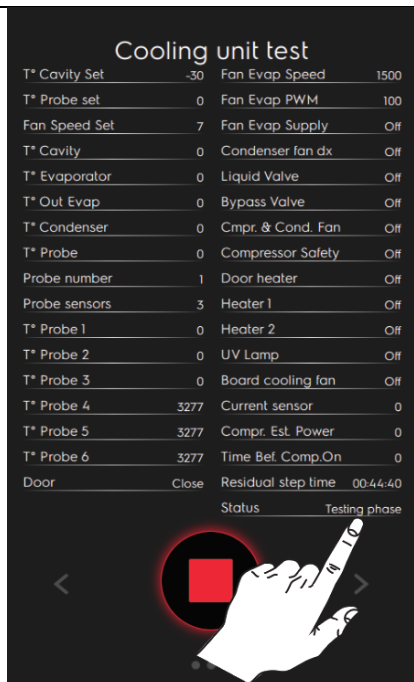 Cooling unit test
T° Cavity Set -30
T° Probe set 0
Fan Speed Set 7
T° Cavity 0
T° Evaporator 0
T° Out Evap 0
T° Condenser 0
T° Probe 0
Probe number 1
Probe sensors 3
T° Probe 1 0
T° Probe 2 0
T° Probe 3 0
T° Probe 4 3277
T° Probe 5 3277
T° Probe 6 3277
Door Close
Fan Evap Speed 1500
Fan Evap PWM 100
Fan Evap Supply Off
Condenser fan dx Off
Liquid Valve Off
Bypass Valve Off
Cmpr. & Cond. Fan Off
Compressor Safety Off
Door heater Off
Heater 1 Off
Heater 2 Off
UV Lamp Off
Board cooling fan Off
Current sensor 0
Compr. Est. Power 0
Time Bef. Comp.On 0
Residual step time 00:44:40
Status Testing phase